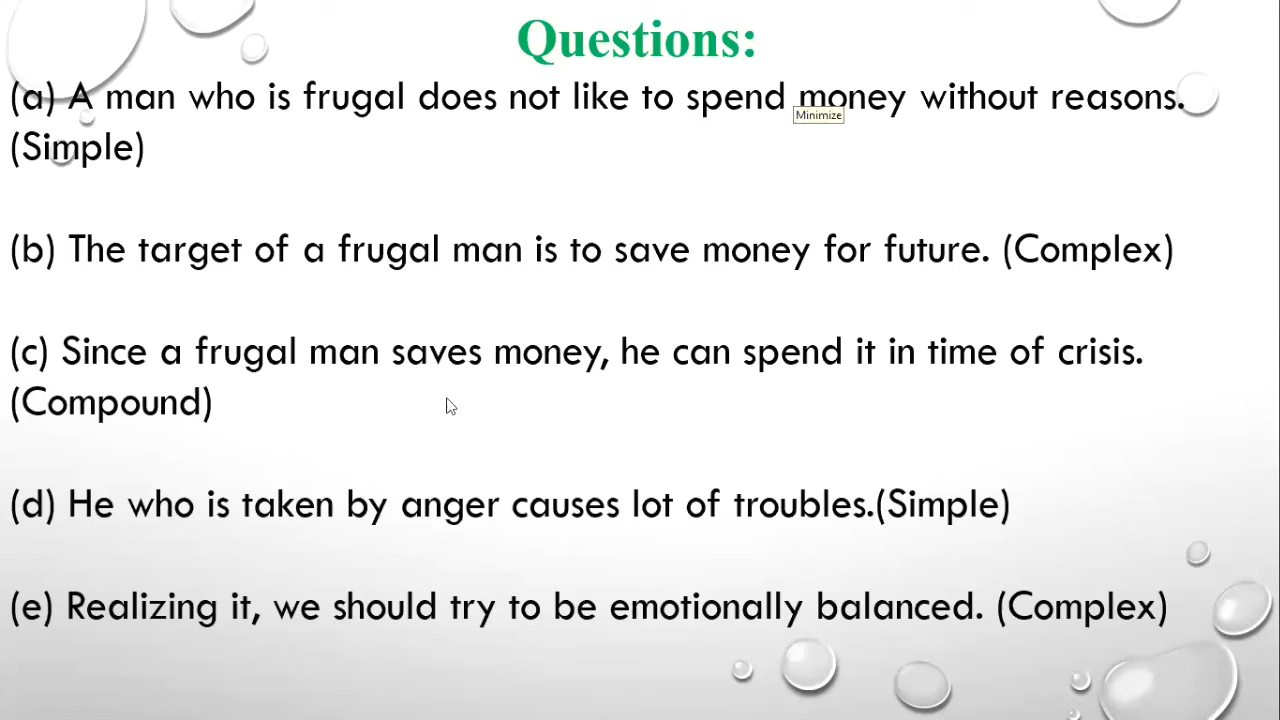 Questions:
(a) A man who is frugal does not like to spend money without reasons.
Minimize
(Simple)
(b) The target of a frugal man is to save money for future. (Complex)
(c) Since a frugal man saves money, he can spend it in time of crisis.
(Compound)
(d) He who is taken by anger causes lot of troubles.(Simple)
(e) Realizing it, we should try to be emotionally balanced. (Complex)